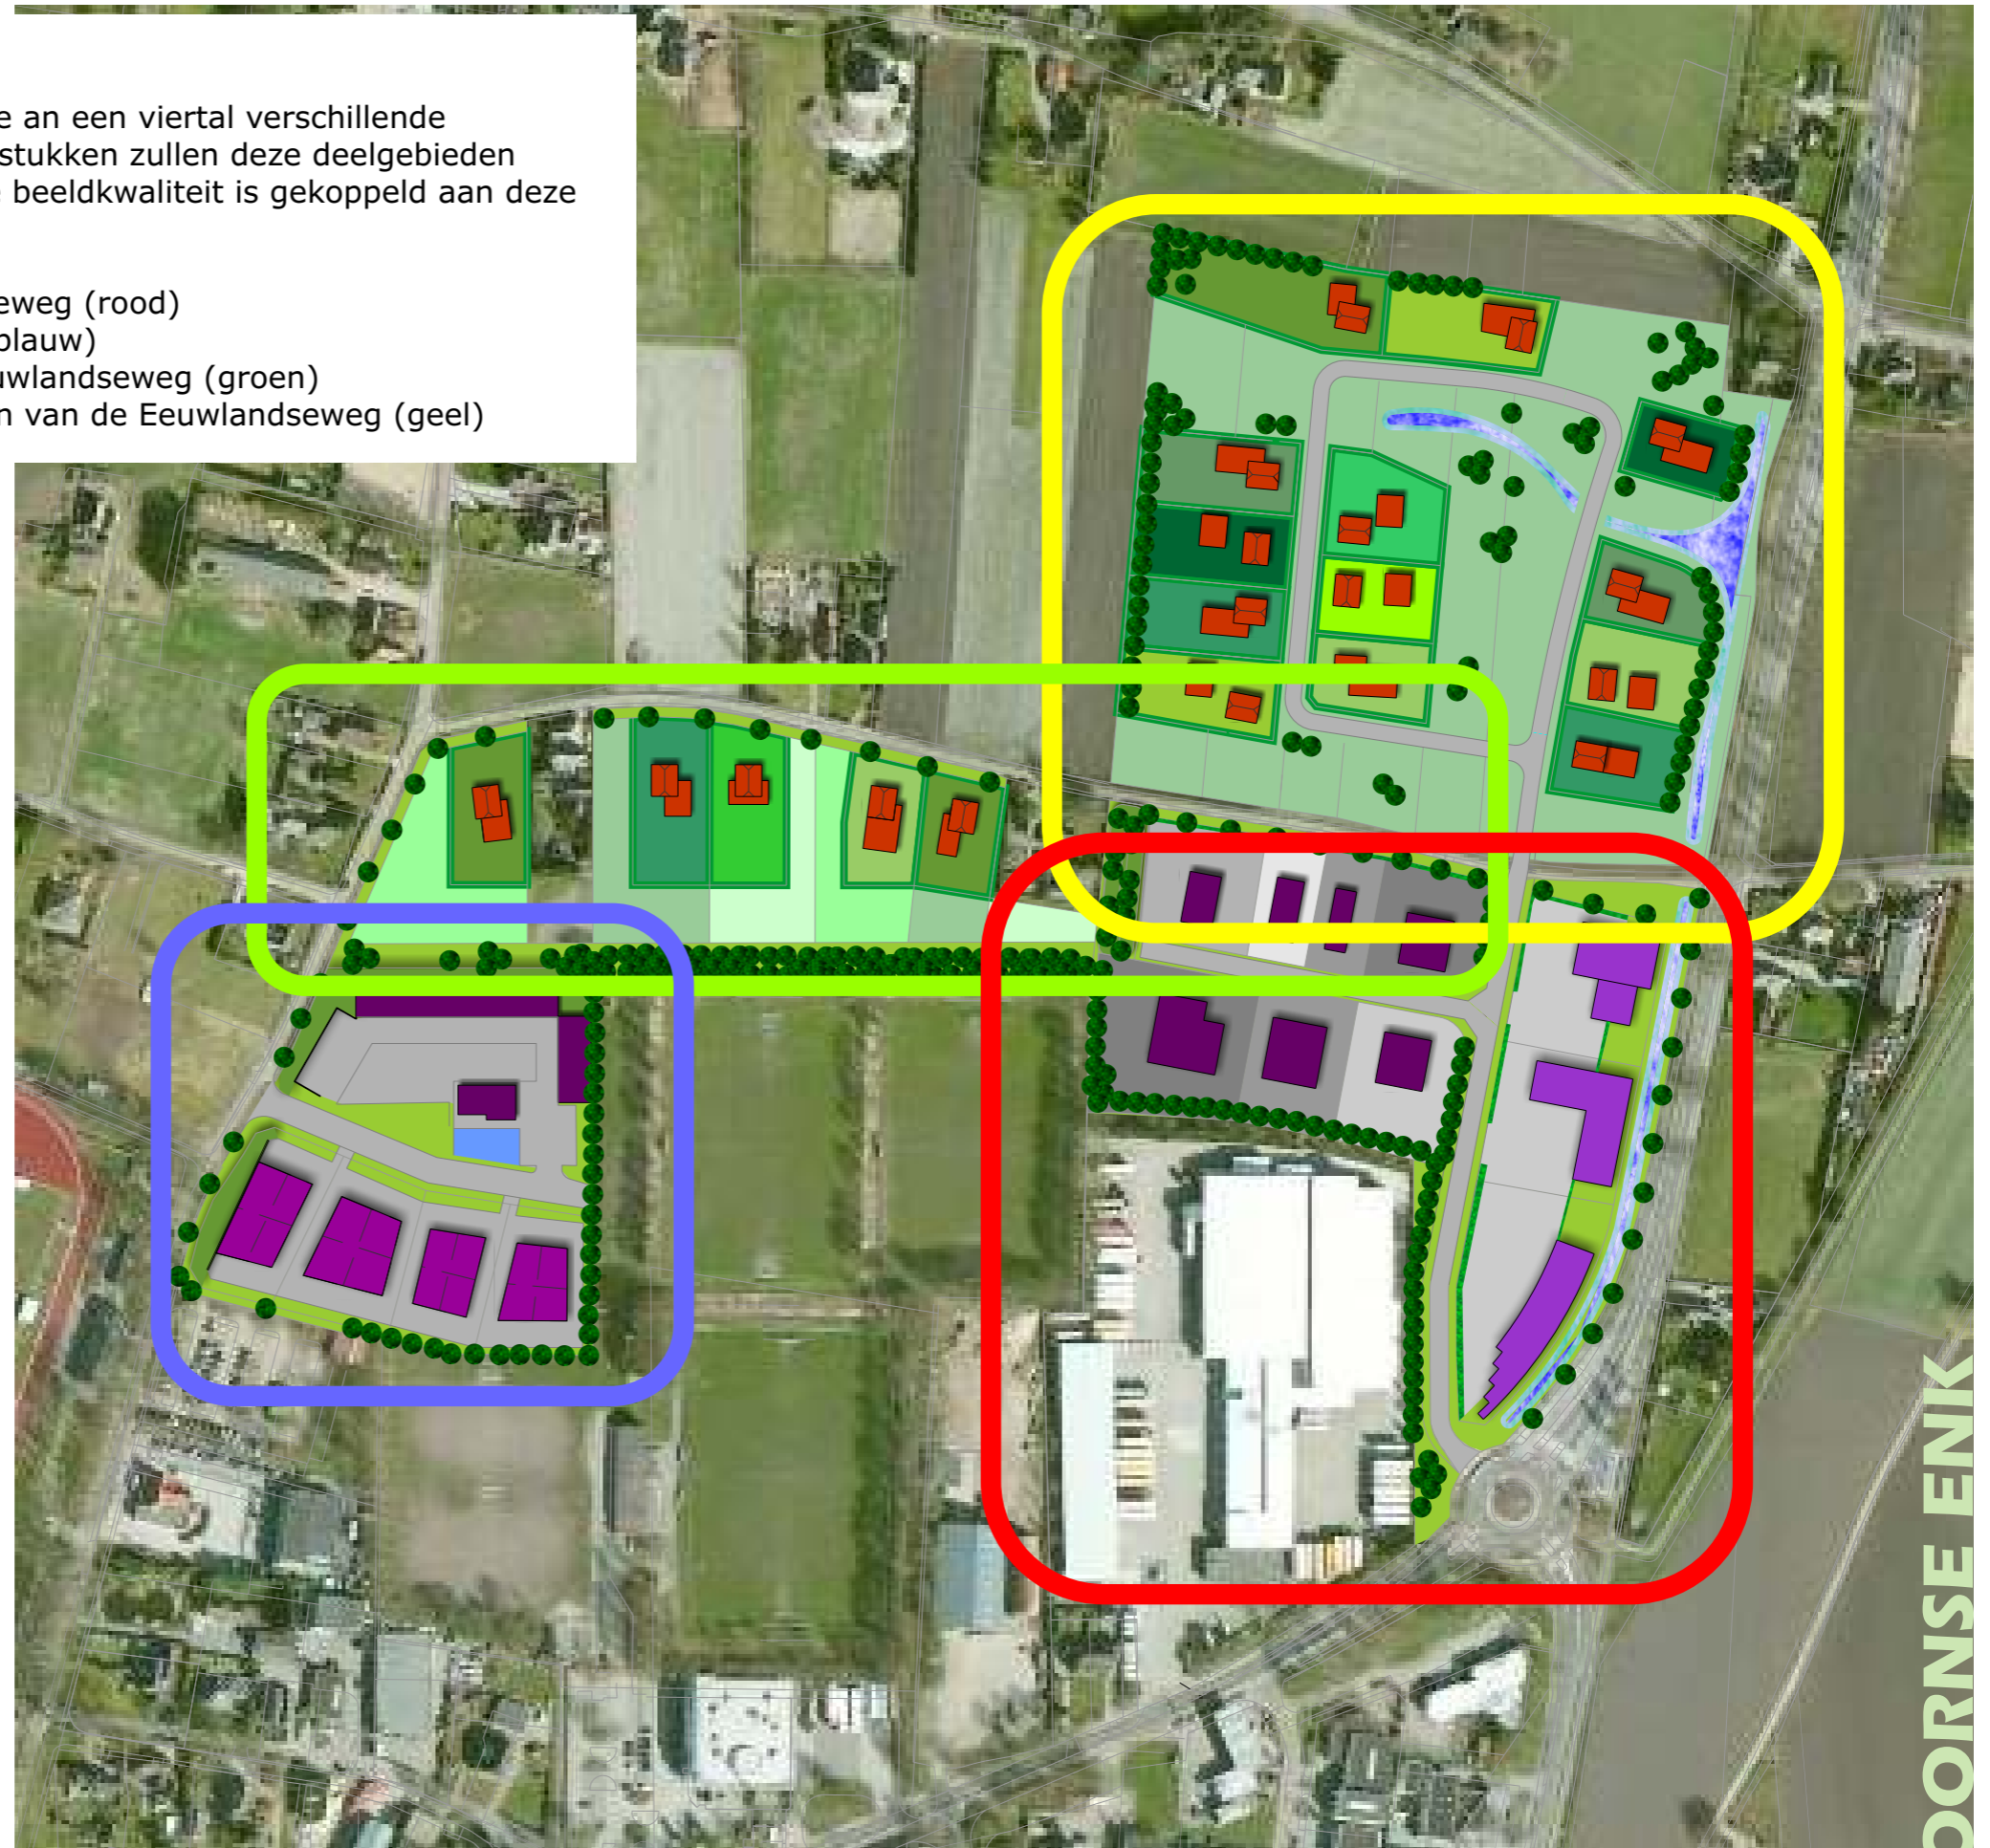 e an een viertal verschillende
stukken zullen deze deelgebieden
beeldkwaliteit is gekoppeld aan deze
eweg (rood)
blauw)
uwlandseweg (groen)
n van de Eeuwlandseweg (geel)
OORNSE ENK